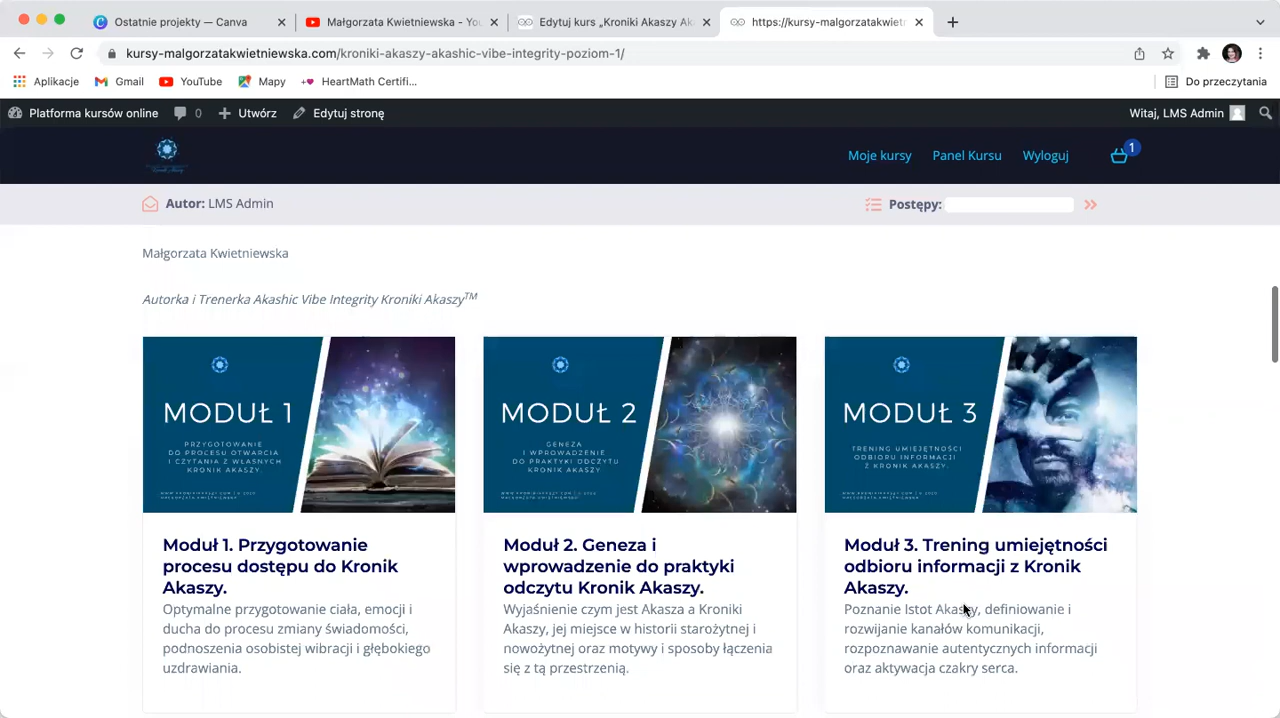 Ostatnie projekty — Canva
Małgorzata Kwietniewska - You
Edytuj kurs „Kroniki Akaszy Ak
https://kursy-malgorzatakwietn
kursy-malgorzatakwietniewska.com/kroniki-akaszy-akashic-vibe-integrity-poziom-1/
Aplikacje
Gmail
YouTube
Mapy
HeartMath Certifi...
Do przeczytania
Platforma kursów online
0
Utwórz
Edytuj stronę
Witaj, LMS Admin
Moje kursy
Panel Kursu
Wyloguj
1
Autor: LMS Admin
Postępy:
Małgorzata Kwietniewska
Autorka i Trenerka Akashic Vibe Integrity Kroniki Akaszy™
MODUŁ 1
PRZYGOTOWANIE
DO PROCESU OTWARCIA
I CZYTANIA Z WŁASNYCH
KRONIK AKASZY.
MODUŁ 2
GENEZA
I WPROWADZENIE
DO PRAKTYKI ODCZYTU
KRONIK AKASZY.
MODUŁ 3
TRENING UMIEJĘTNOŚCI
ODBIORU INFORMACJI
Z KRONIK AKASZY.
Moduł 1. Przygotowanie
procesu dostępu do Kronik
Akaszy.
Optymalne przygotowanie ciała, emocji i
ducha do procesu zmiany świadomości,
podnoszenia osobistej wibracji i głębokiego
uzdrawiania.
Moduł 2. Geneza i
wprowadzenie do praktyki
odczytu Kronik Akaszy.
Wyjaśnienie czym jest Akasza a Kroniki
Akaszy, jej miejsce w historii starożytnej i
nowożytnej oraz motywy i sposoby łączenia
się z tą przestrzenią.
Moduł 3. Trening umiejętności
odbioru informacji z Kronik
Akaszy.
Poznanie Istot Akaszy, definiowanie i
rozwijanie kanałów komunikacji,
rozpoznawanie autentycznych informacji
oraz aktywacja czakry serca.